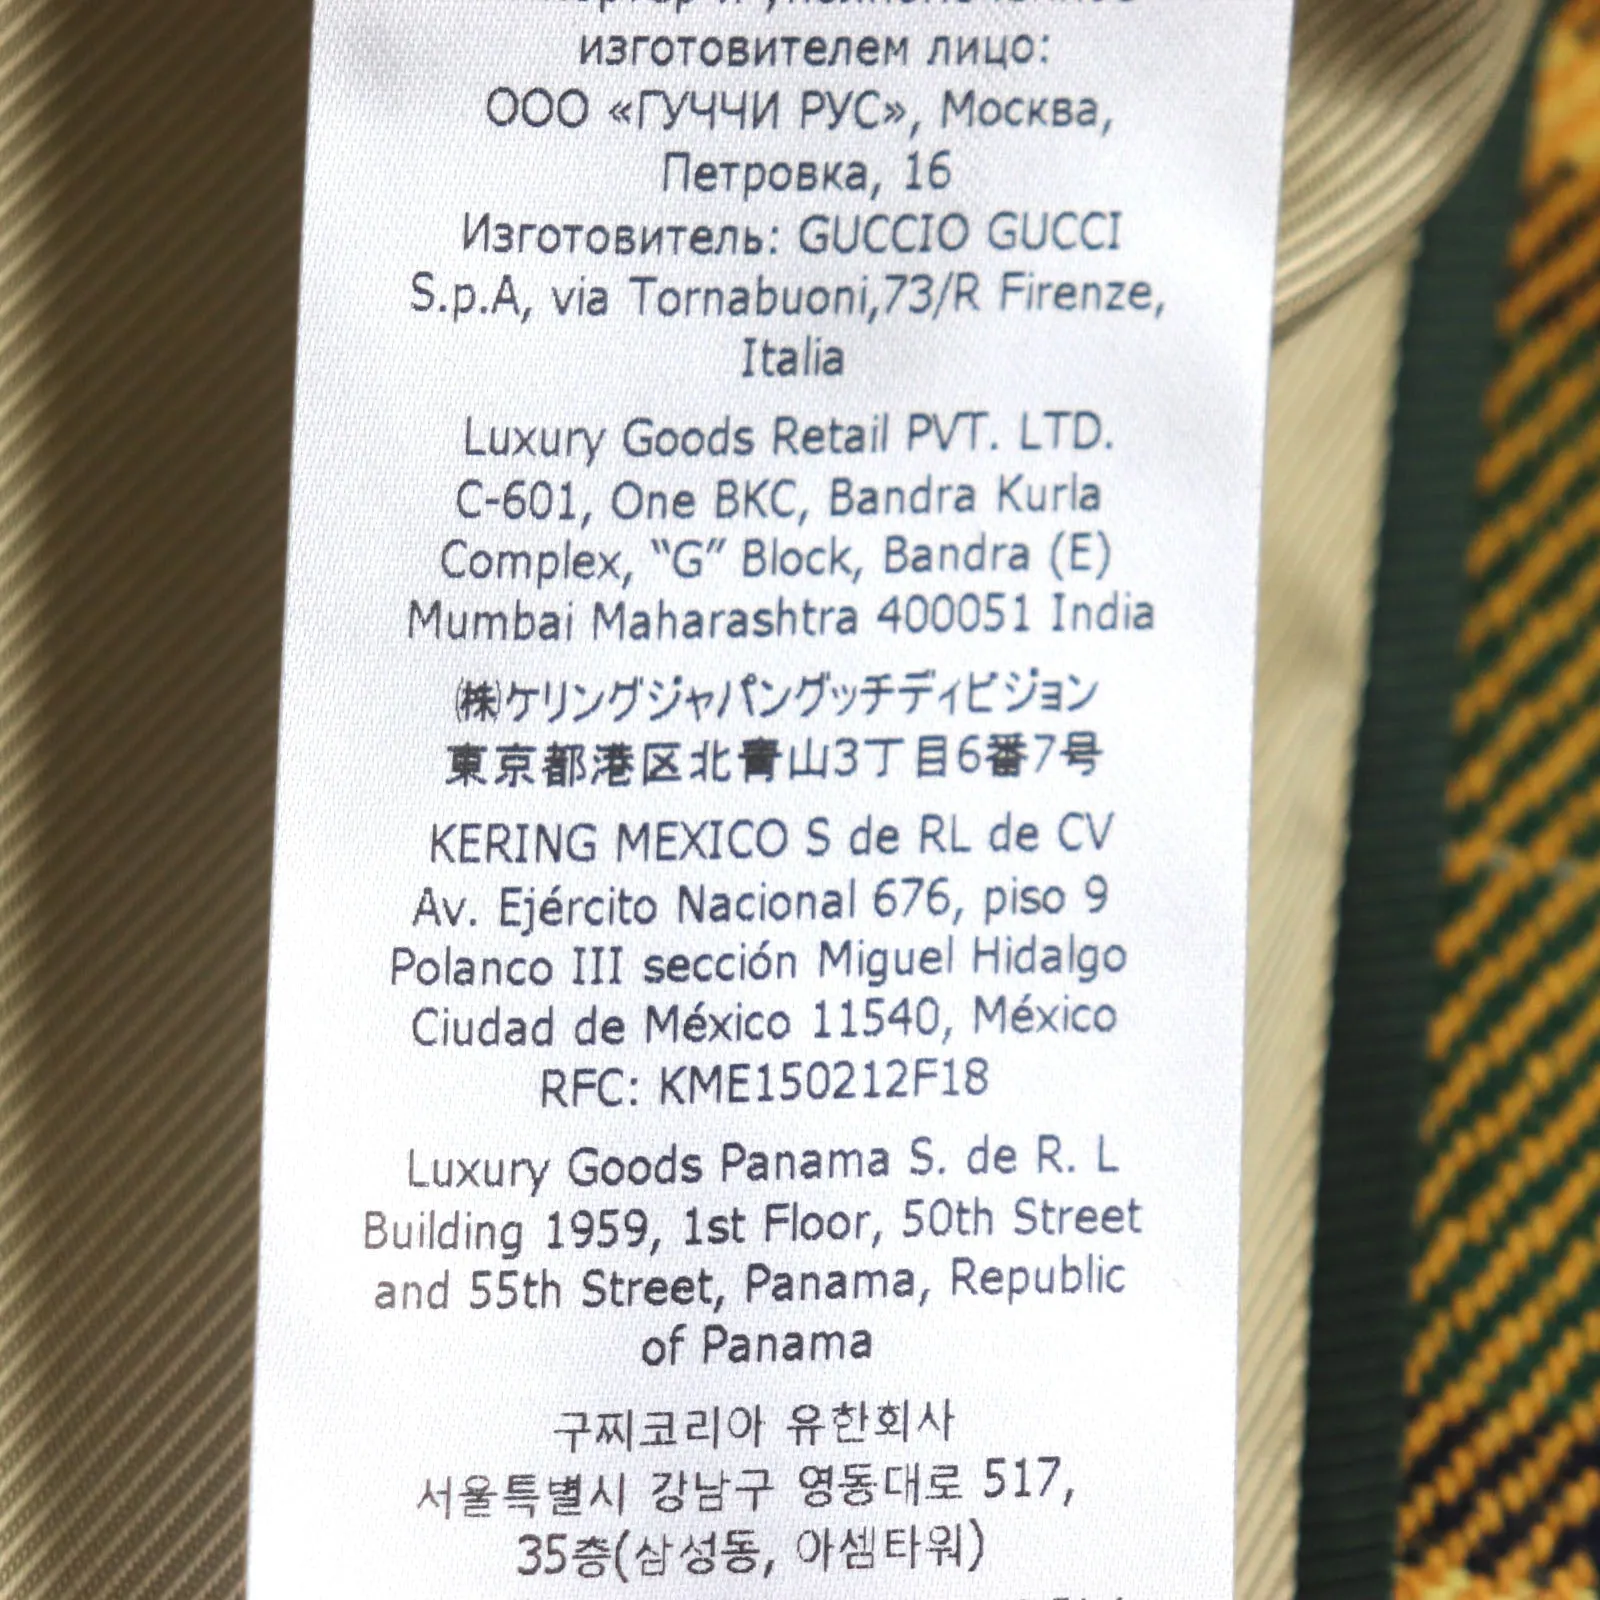 изготовителем лицо:
ООО «ГУЧЧИ РУС», Москва,
Петровка, 16
Изготовитель: GUCCIO GUCCI
S.p.A, via Tornabuoni,73/R Firenze,
Italia
Luxury Goods Retail PVT. LTD.
C-601, One BKC, Bandra Kurla
Complex, “G” Block, Bandra (E)
Mumbai Maharashtra 400051 India
㈱ケリングジャパングッチディビジョン
東京都港区北青山3丁目6番7号
KERING MEXICO S de RL de CV
Av. Ejército Nacional 676, piso 9
Polanco III sección Miguel Hidalgo
Ciudad de México 11540, México
RFC: KME150212F18
Luxury Goods Panama S. de R. L
Building 1959, 1st Floor, 50th Street
and 55th Street, Panama, Republic
of Panama
구찌코리아 유한회사
서울특별시 강남구 영동대로 517,
35층(삼성동, 아셈타워)